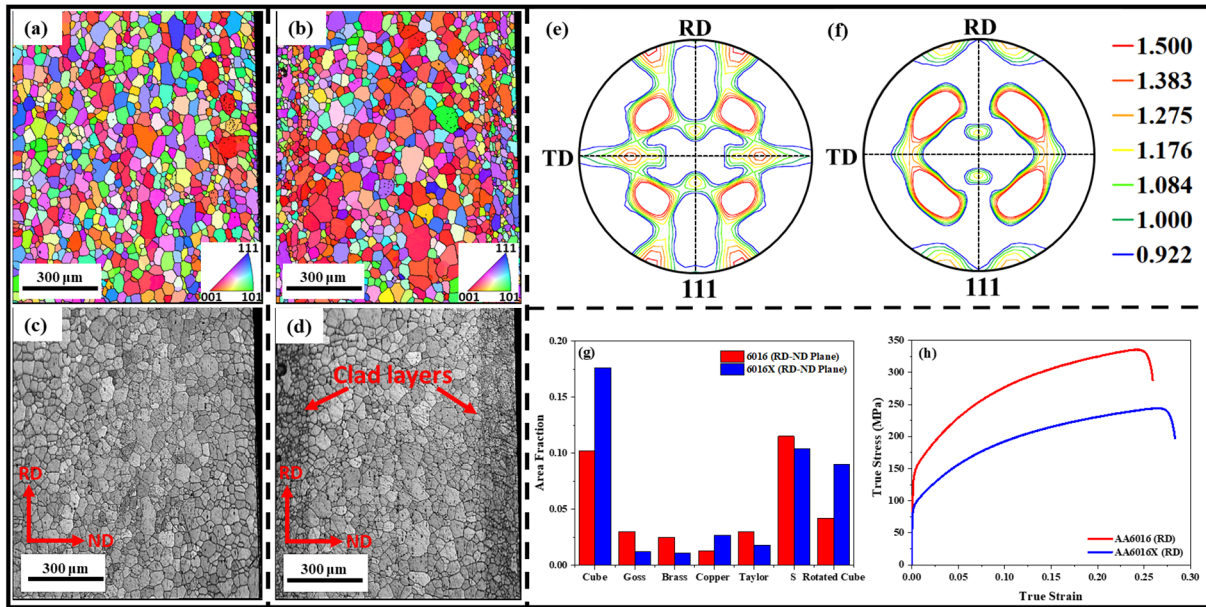 (a)
111
001
101
300 µm
(b)
111
001
101
300 µm
(c)
RD
ND
300 µm
(d)
Clad layers
RD
ND
300 µm
(e)
RD
TD
111
(f)
RD
TD
111
1.500
1.383
1.275
1.176
1.084
1.000
0.922
(g)
6016 (RD-ND Plane)
6016X (RD-ND Plane)
Area Fraction
0.20
0.15
0.10
0.05
0.00
Cube Goss Brass Copper Taylor S Rotated Cube
(h)
True Stress (MPa)
350
300
250
200
150
100
50
0
0.00 0.05 0.10 0.15 0.20 0.25 0.30
True Strain
AA6016 (RD)
AA6016X (RD)